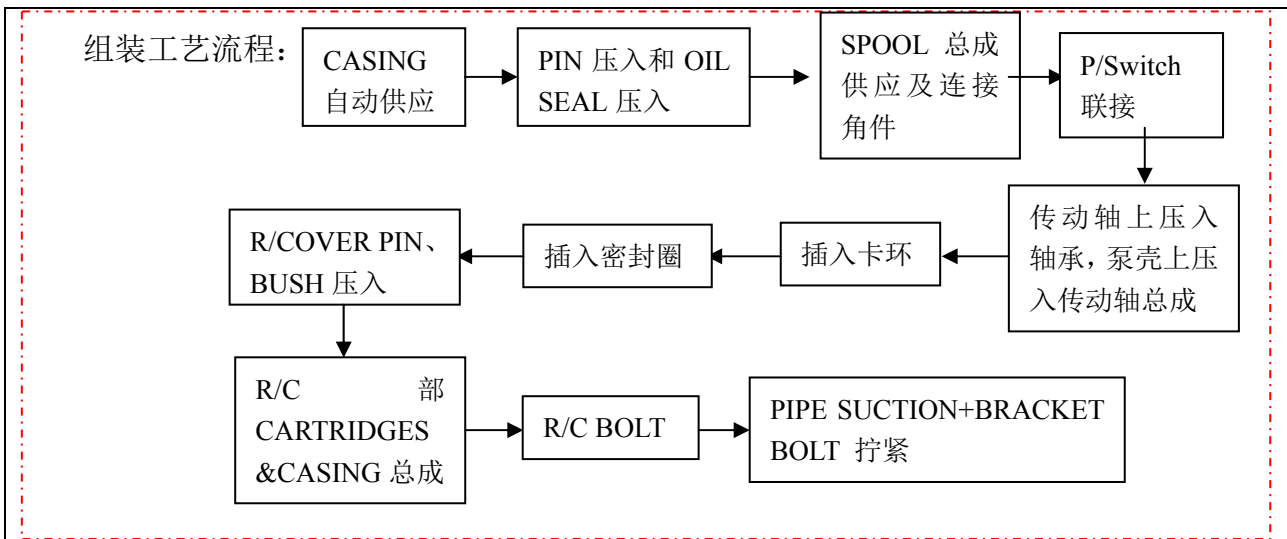 组装工艺流程：
CASING
自动供应
PIN 压入和 OIL
SEAL 压入
SPOOL 总成
供应及连接
角件
P/Switch
联接
传动轴上压入
轴承，泵壳上压
入传动轴总成
插入卡环
插入密封圈
R/COVER PIN、
BUSH 压入
R/C 部
CARTRIDGES
&CASING 总成
R/C BOLT
PIPE SUCTION+BRACKET
BOLT 拧紧